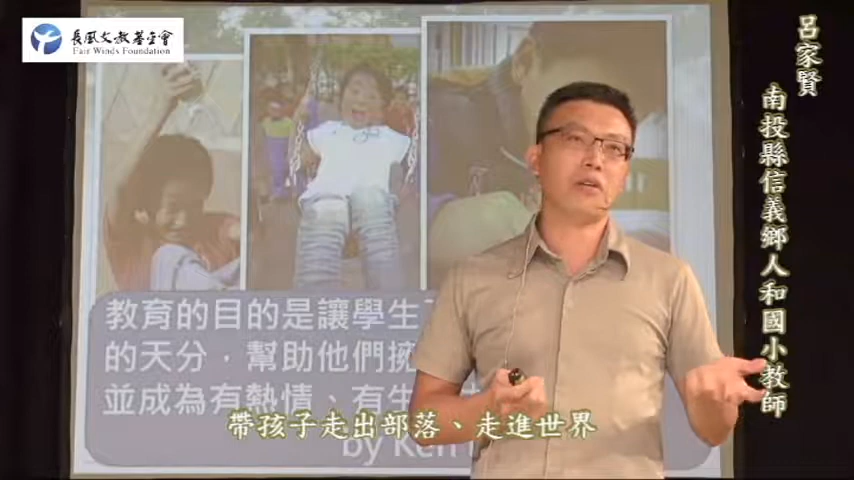 長風文教基金會
Fair Winds Foundation
呂家賢
南投縣信義鄉人和國小教師
教育的目的是讓學生
的天分，幫助他們擁
並成為有熱情、有生
by Ken
帶孩子走出部落、走進世界